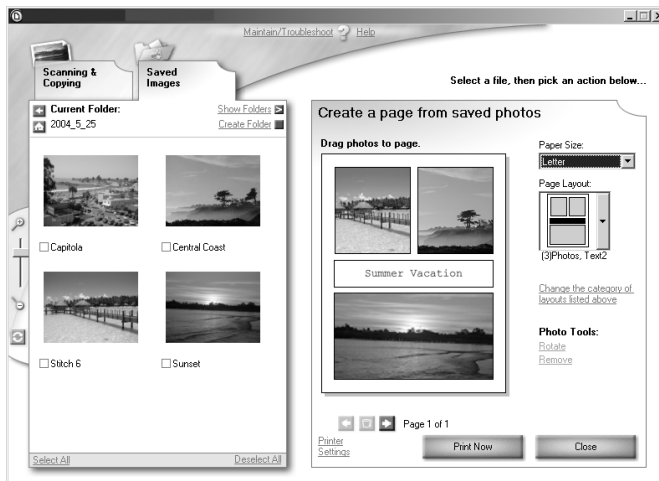 Maintain/Troubleshoot ? Help
Scanning &
Copying
Saved
Images
Select a file, then pick an action below...
Current Folder:
Show Folders
2004_5_25
Create Folder
Capitola
Central Coast
Stitch 6
Sunset
Select All
Deselect All
Create a page from saved photos
Drag photos to page.
Summer Vacation
Paper Size:
Letter
Page Layout:
(3)Photos, Text2
Change the category of
layouts listed above
Photo Tools:
Rotate
Remove
Page 1 of 1
Printer
Settings
Print Now
Close